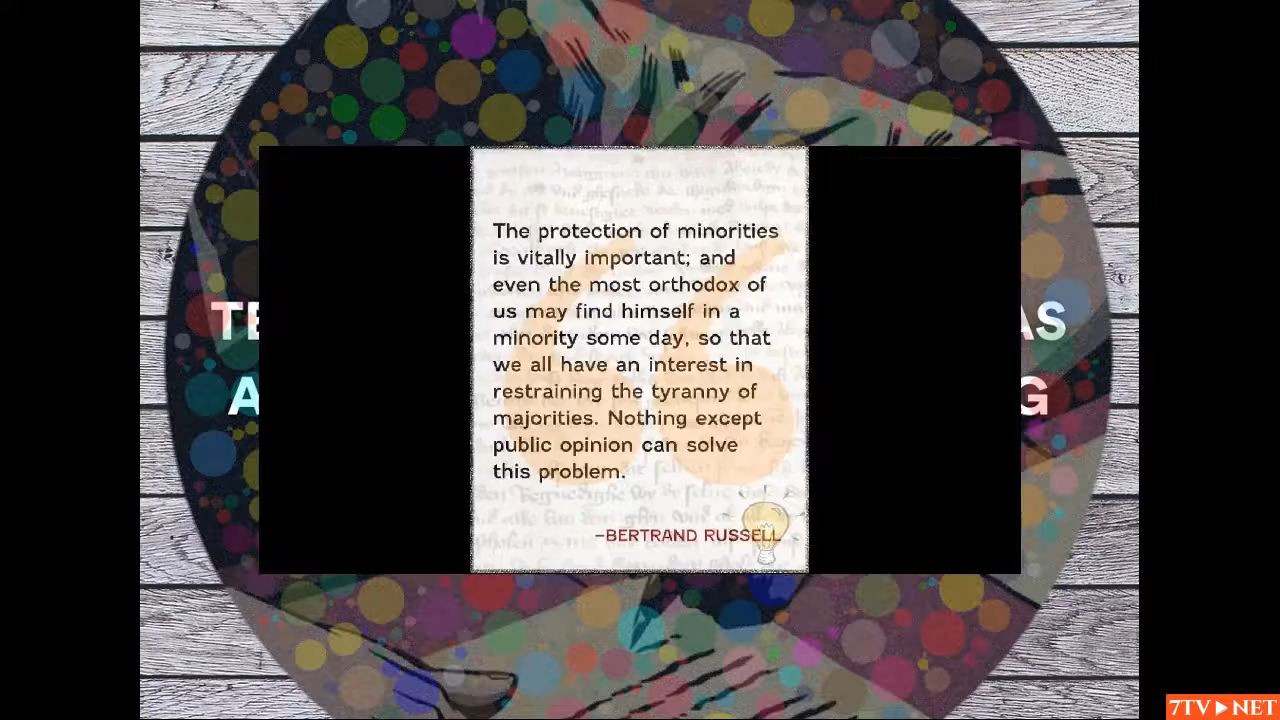 The protection of minorities
is vitally important; and
even the most orthodox of
us may find himself in a
minority some day, so that
we all have an interest in
restraining the tyranny of
majorities. Nothing except
public opinion can solve
this problem.
–BERTRAND RUSSELL
TE AS
A G
7TV NET